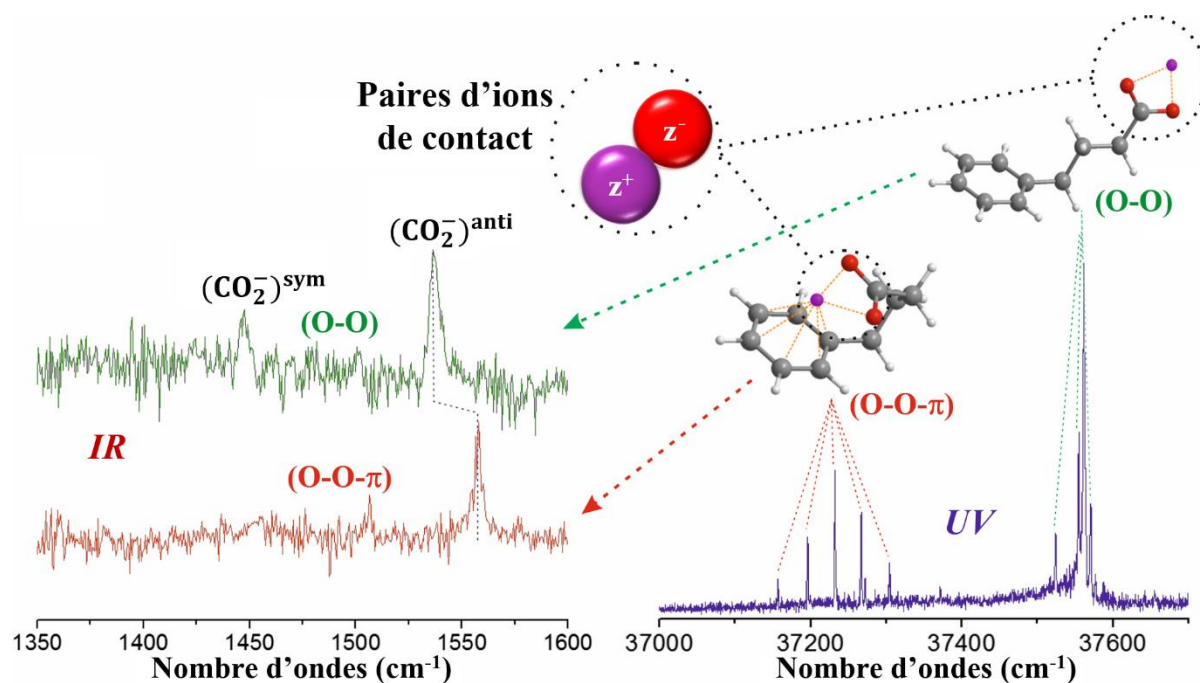 Paires d'ions
de contact
z⁻
z⁺
(O-O)
(CO₂⁻)ᵃⁿᵗⁱ
(CO₂⁻)ˢʸᵐ
(O-O)
(O-O-π)
IR
(O-O-π)
UV
1350 1400 1450 1500 1550 1600
Nombre d'ondes (cm⁻¹)
37000 37200 37400 37600
Nombre d'ondes (cm⁻¹)